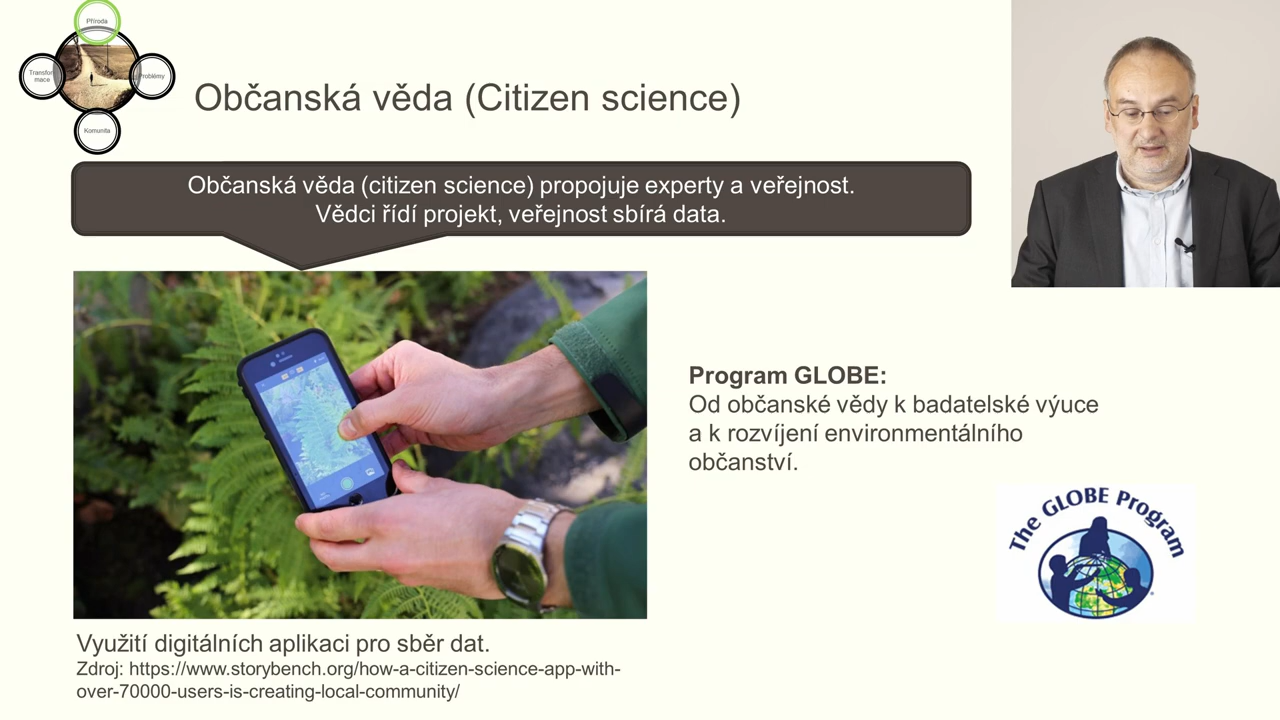 Příroda
Transfor
mace
Problémy
Komunita
Občanská věda (Citizen science)
Občanská věda (citizen science) propojuje experty a veřejnost.
Vědci řídí projekt, veřejnost sbírá data.
Program GLOBE:
Od občanské vědy k badatelské výuce
a k rozvíjení environmentálního
občanství.
The GLOBE Program
Využití digitálních aplikaci pro sběr dat.
Zdroj: https://www.storybench.org/how-a-citizen-science-app-with-
over-70000-users-is-creating-local-community/